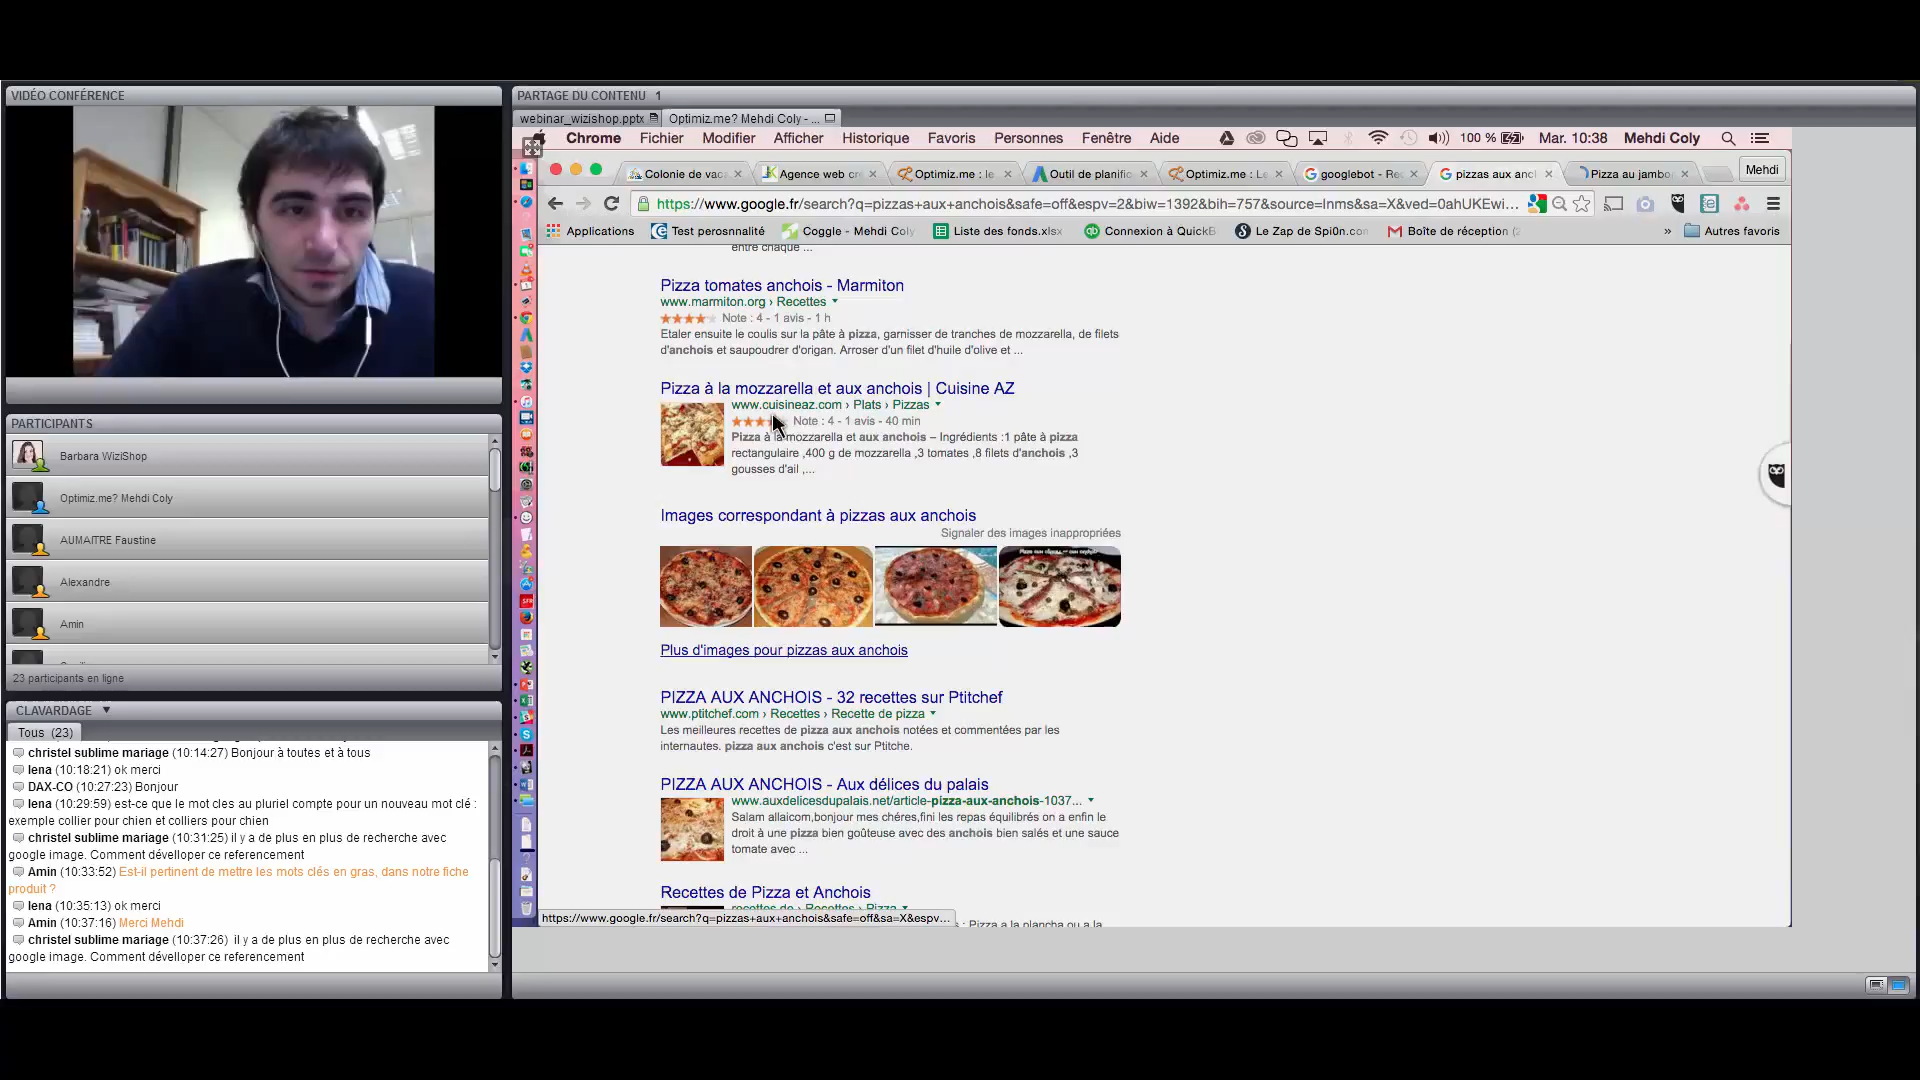 VIDÉO CONFÉRENCE
PARTICIPANTS
Barbara WiziShop
Optimiz.me? Mehdi Coly
AUMAITRE Faustine
Alexandre
Amin
23 participants en ligne
CLAVARDAGE
Tous (23)
christel sublime mariage (10:14:27) Bonjour à toutes et à tous
lena (10:18:21) ok merci
DAX-CO (10:27:23) Bonjour
lena (10:29:59) est-ce que le mot cles au pluriel compte pour un nouveau mot clé :
exemple collier pour chien et colliers pour chien
christel sublime mariage (10:31:25) il y a de plus en plus de recherche avec
google image. Comment dévelloper ce referencement
Amin (10:33:52) Est-il pertinent de mettre les mots clés en gras, dans notre fiche
produit ?
lena (10:35:13) ok merci
Amin (10:37:16) Merci Mehdi
christel sublime mariage (10:37:26) il y a de plus en plus de recherche avec
google image. Comment dévelloper ce referencement
PARTAGE DU CONTENU 1
webinar_wizishop.pptx Optimiz.me? Mehdi Coly - ...
Chrome Fichier Modifier Afficher Historique Favoris Personnes Fenêtre Aide 100 % Mar. 10:38 Mehdi Coly
Colonie de vaca Agence web cr Optimiz.me : le Outil de planific Optimiz.me : Le googlebot - Re pizzas aux anc Pizza au jambo Mehdi
https://www.google.fr/search?q=pizzas+aux+anchois&safe=off&espv=2&biw=1392&bih=757&source=lnms&sa=X&ved=0ahUKEwi...
Applications Test perosnnalité Coggle - Mehdi Coly Liste des fonds.xlsx Connexion à QuickB Le Zap de Spi0n.com Boîte de réception (2 » Autres favoris
entre chaque ...
Pizza tomates anchois - Marmiton
www.marmiton.org › Recettes
Note : 4 - 1 avis - 1 h
Etaler ensuite le coulis sur la pâte à pizza, garnisser de tranches de mozzarella, de filets
d'anchois et saupoudrer d'origan. Arroser d'un filet d'huile d'olive et ...
Pizza à la mozzarella et aux anchois | Cuisine AZ
www.cuisineaz.com › Plats › Pizzas
Note : 4 - 1 avis - 40 min
Pizza à la mozzarella et aux anchois – Ingrédients :1 pâte à pizza
rectangulaire ,400 g de mozzarella ,3 tomates ,8 filets d'anchois ,3
gousses d'ail ,...
Images correspondant à pizzas aux anchois
Signaler des images inappropriées
Plus d'images pour pizzas aux anchois
PIZZA AUX ANCHOIS - 32 recettes sur Ptitchef
www.ptitchef.com › Recettes › Recette de pizza
Les meilleures recettes de pizza aux anchois notées et commentées par les
internautes. pizza aux anchois c'est sur Ptitche.
PIZZA AUX ANCHOIS - Aux délices du palais
www.auxdelicesdupalais.net/article-pizza-aux-anchois-1037...
Salam allaicom,bonjour mes chéres,fini les repas équilibrés on a enfin le
droit à une pizza bien goûteuse avec des anchois bien salés et une sauce
tomate avec ...
Recettes de Pizza et Anchois
recettes.de › Recettes › Pizza
https://www.google.fr/search?q=pizzas+aux+anchois&safe=off&sa=X&espv...
: Pizza a la plancha ou a la